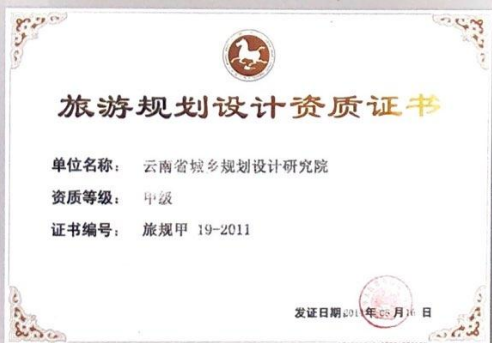 旅游规划设计资质证书
单位名称： 云南省城乡规划设计研究院
资质等级： 甲级
证书编号： 旅规甲 19-2011
发证日期 年 月 日